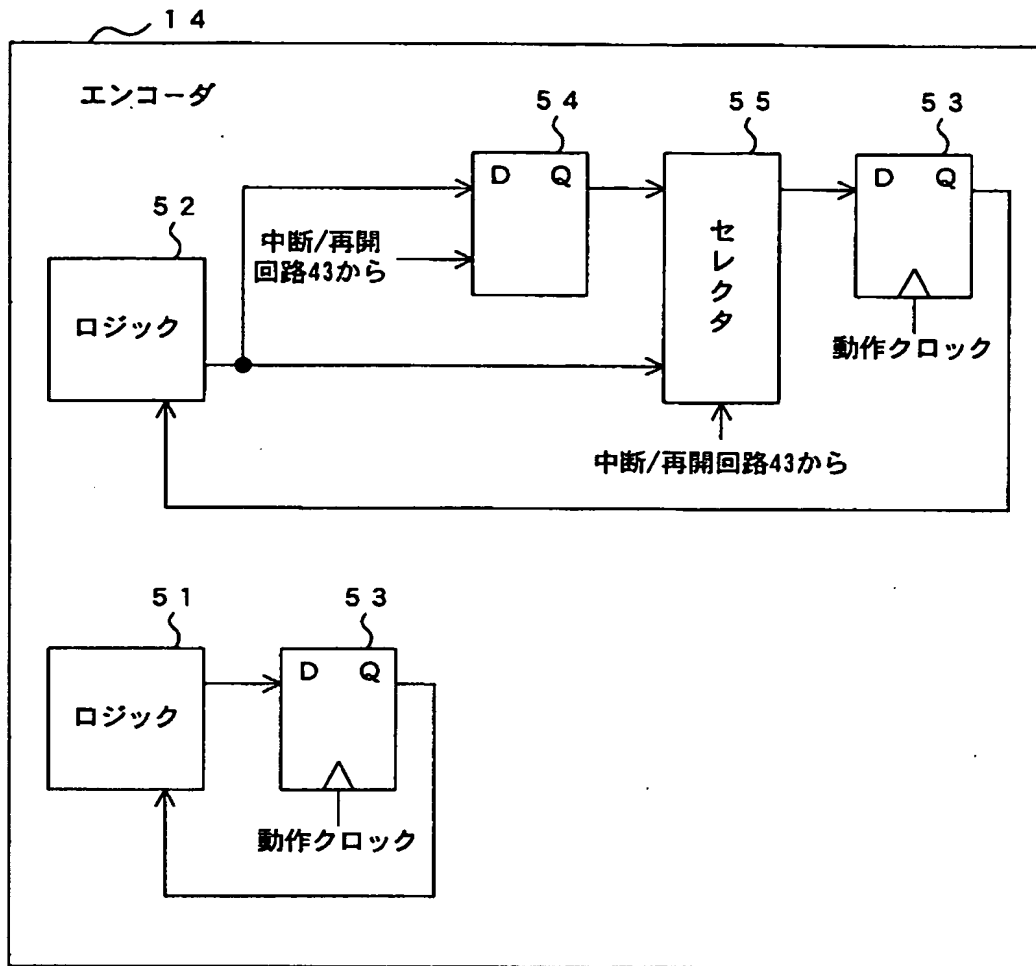 14
エンコーダ
54
55
53
52
D Q
D Q
中断/再開
回路43から
セレクタ
ロジック
動作クロック
中断/再開回路43から
51
53
D Q
ロジック
動作クロック